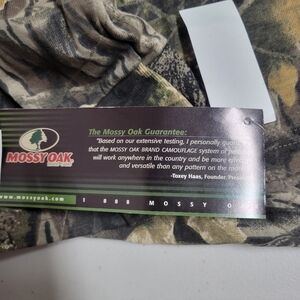 The Mossy Oak Guarantee:
"Based on our extensive testing, I personally
that the MOSSY OAK BRAND CAMOUFLAGE system of
will work anywhere in the country and be more
and versatile than any pattern on the
-Toxey Haas, Founder
MOSSY OAK
www.mossyoak.com 1 888 MOSSY